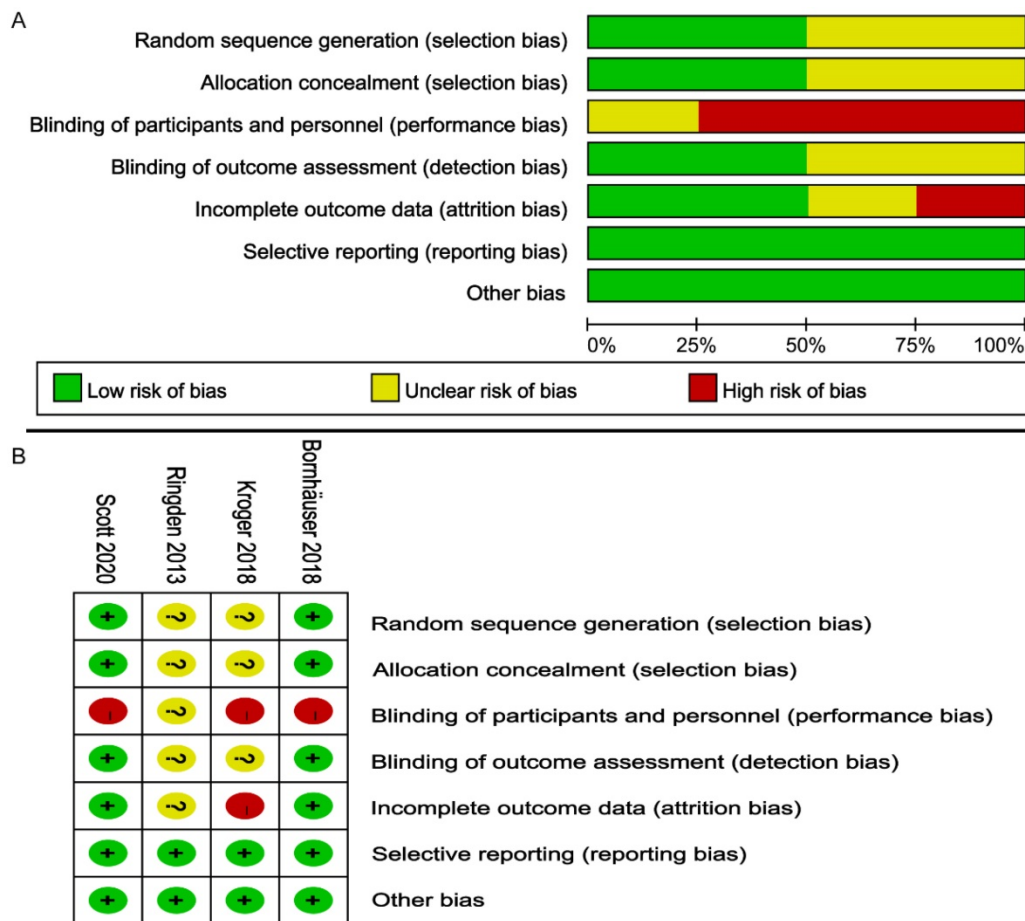 A
Random sequence generation (selection bias)
Allocation concealment (selection bias)
Blinding of participants and personnel (performance bias)
Blinding of outcome assessment (detection bias)
Incomplete outcome data (attrition bias)
Selective reporting (reporting bias)
Other bias
0% 25% 50% 75% 100%
Low risk of bias Unclear risk of bias High risk of bias
B
Scott 2020 Ringden 2013 Kroger 2018 Bornhäuser 2018
+ ? ? + Random sequence generation (selection bias)
+ ? ? + Allocation concealment (selection bias)
- ? - - Blinding of participants and personnel (performance bias)
+ ? ? + Blinding of outcome assessment (detection bias)
+ ? - + Incomplete outcome data (attrition bias)
+ + + + Selective reporting (reporting bias)
+ + + + Other bias